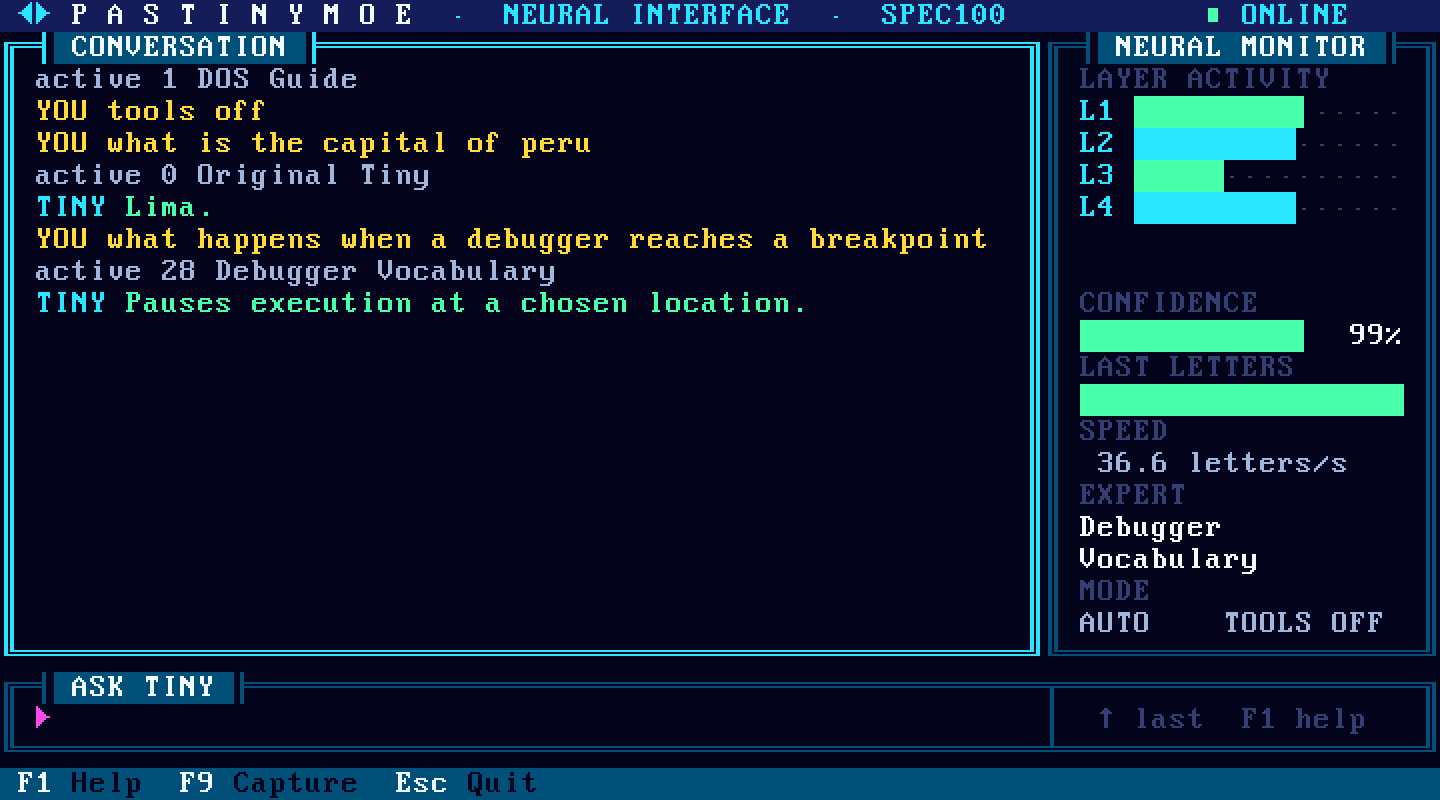 P A S T I N Y M O E · NEURAL INTERFACE · SPEC100 ONLINE
CONVERSATION
active 1 DOS Guide
YOU tools off
YOU what is the capital of peru
active 0 Original Tiny
TINY Lima.
YOU what happens when a debugger reaches a breakpoint
active 28 Debugger Vocabulary
TINY Pauses execution at a chosen location.
NEURAL MONITOR
LAYER ACTIVITY
L1
L2
L3
L4
CONFIDENCE
99%
LAST LETTERS
SPEED
36.6 letters/s
EXPERT
Debugger
Vocabulary
MODE
AUTO TOOLS OFF
ASK TINY
↑ last F1 help
F1 Help F9 Capture Esc Quit